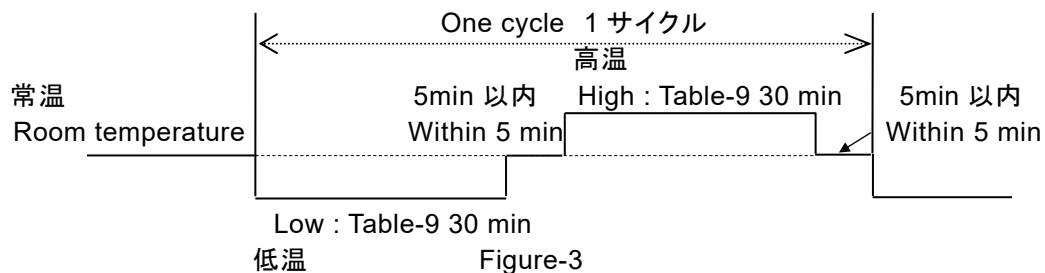 One cycle 1 サイクル
高温
常温 5min 以内 High : Table-9 30 min 5min 以内
Room temperature Within 5 min Within 5 min
Low : Table-9 30 min
低温 Figure-3